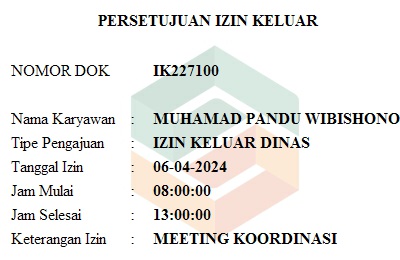 PERSETUJUAN IZIN KELUAR
NOMOR DOK IK227100
Nama Karyawan : MUHAMAD PANDU WIBISHONO
Tipe Pengajuan : IZIN KELUAR DINAS
Tanggal Izin : 06-04-2024
Jam Mulai : 08:00:00
Jam Selesai : 13:00:00
Keterangan Izin : MEETING KOORDINASI